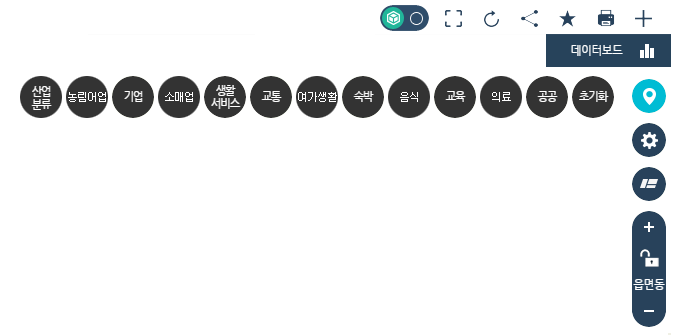 데이터보드
산업
분류
농림어업
기업
소매업
생활
서비스
교통
여가생활
숙박
음식
교육
의료
공공
초기화
읍면동